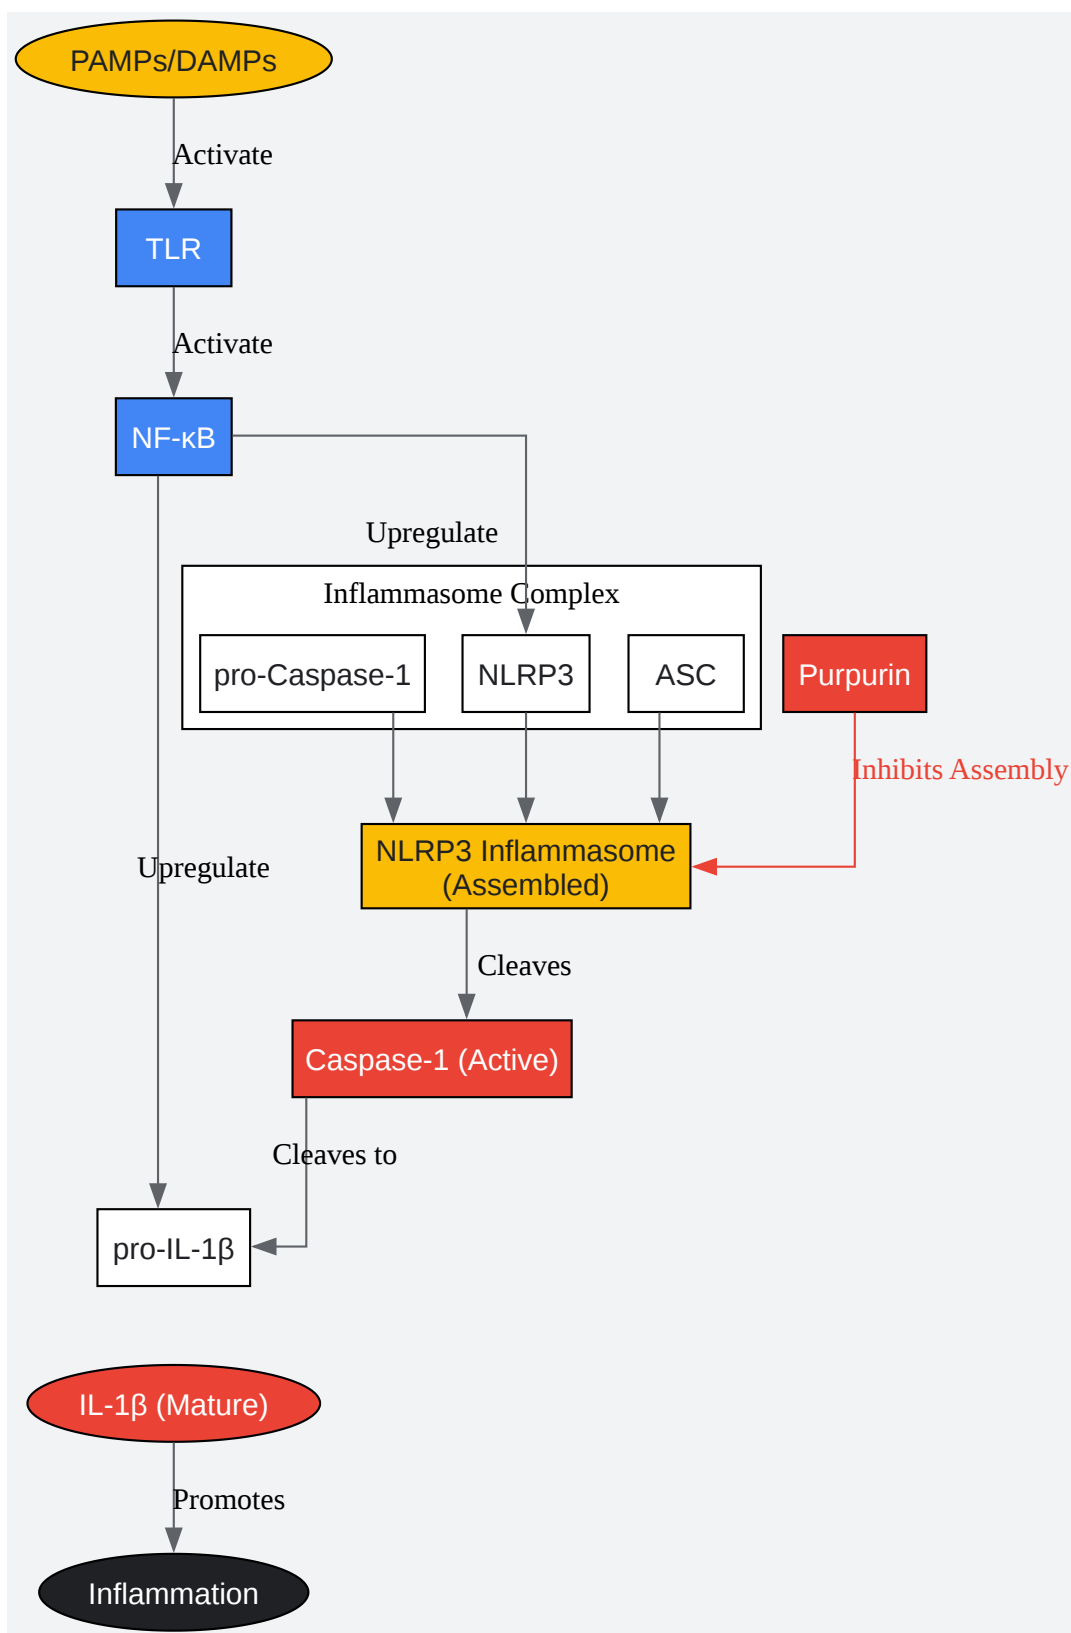 PAMPs/DAMPs
Activate
TLR
Activate
NF-κB
Upregulate
Inflammasome Complex
pro-Caspase-1
NLRP3
ASC
Purpurin
Inhibits Assembly
NLRP3 Inflammasome
(Assembled)
Upregulate
Cleaves
Caspase-1 (Active)
Cleaves to
pro-IL-1β
IL-1β (Mature)
Promotes
Inflammation